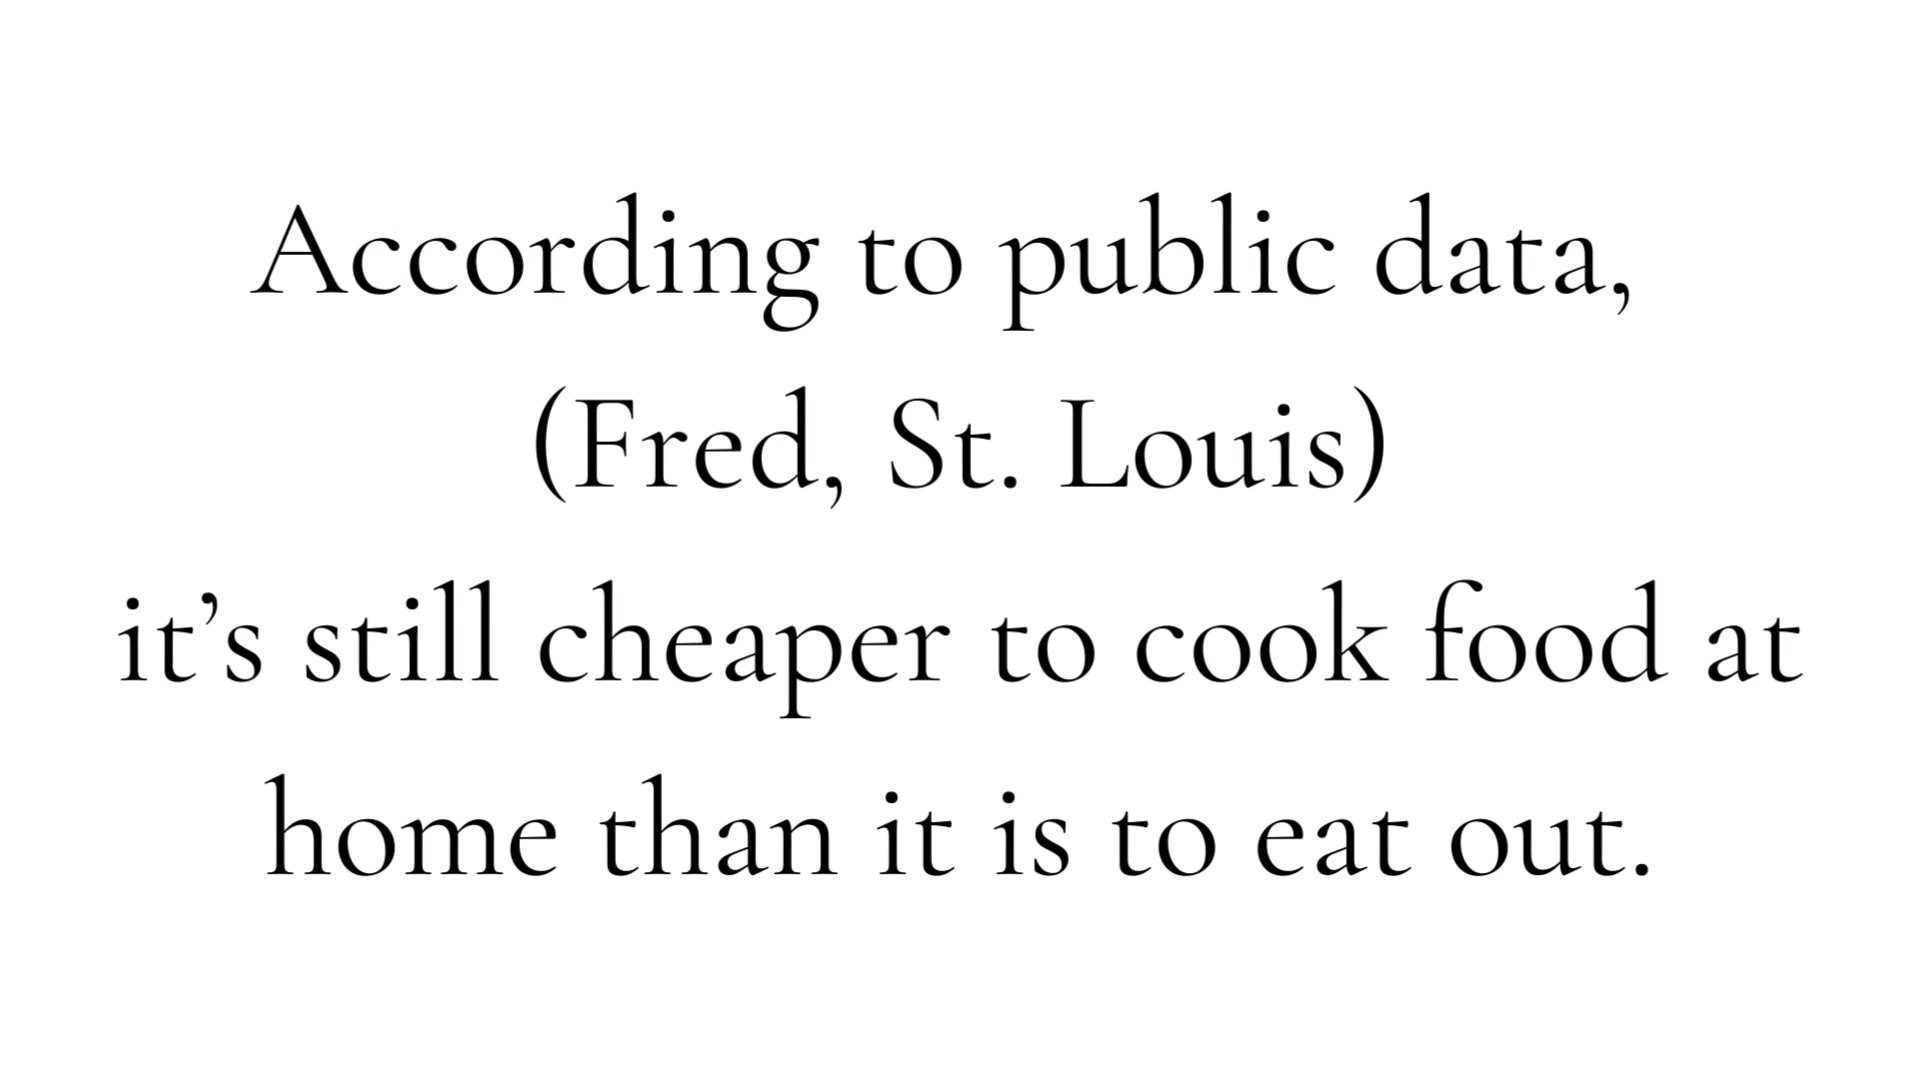 According to public data,
(Fred, St. Louis)
it’s still cheaper to cook food at
home than it is to eat out.